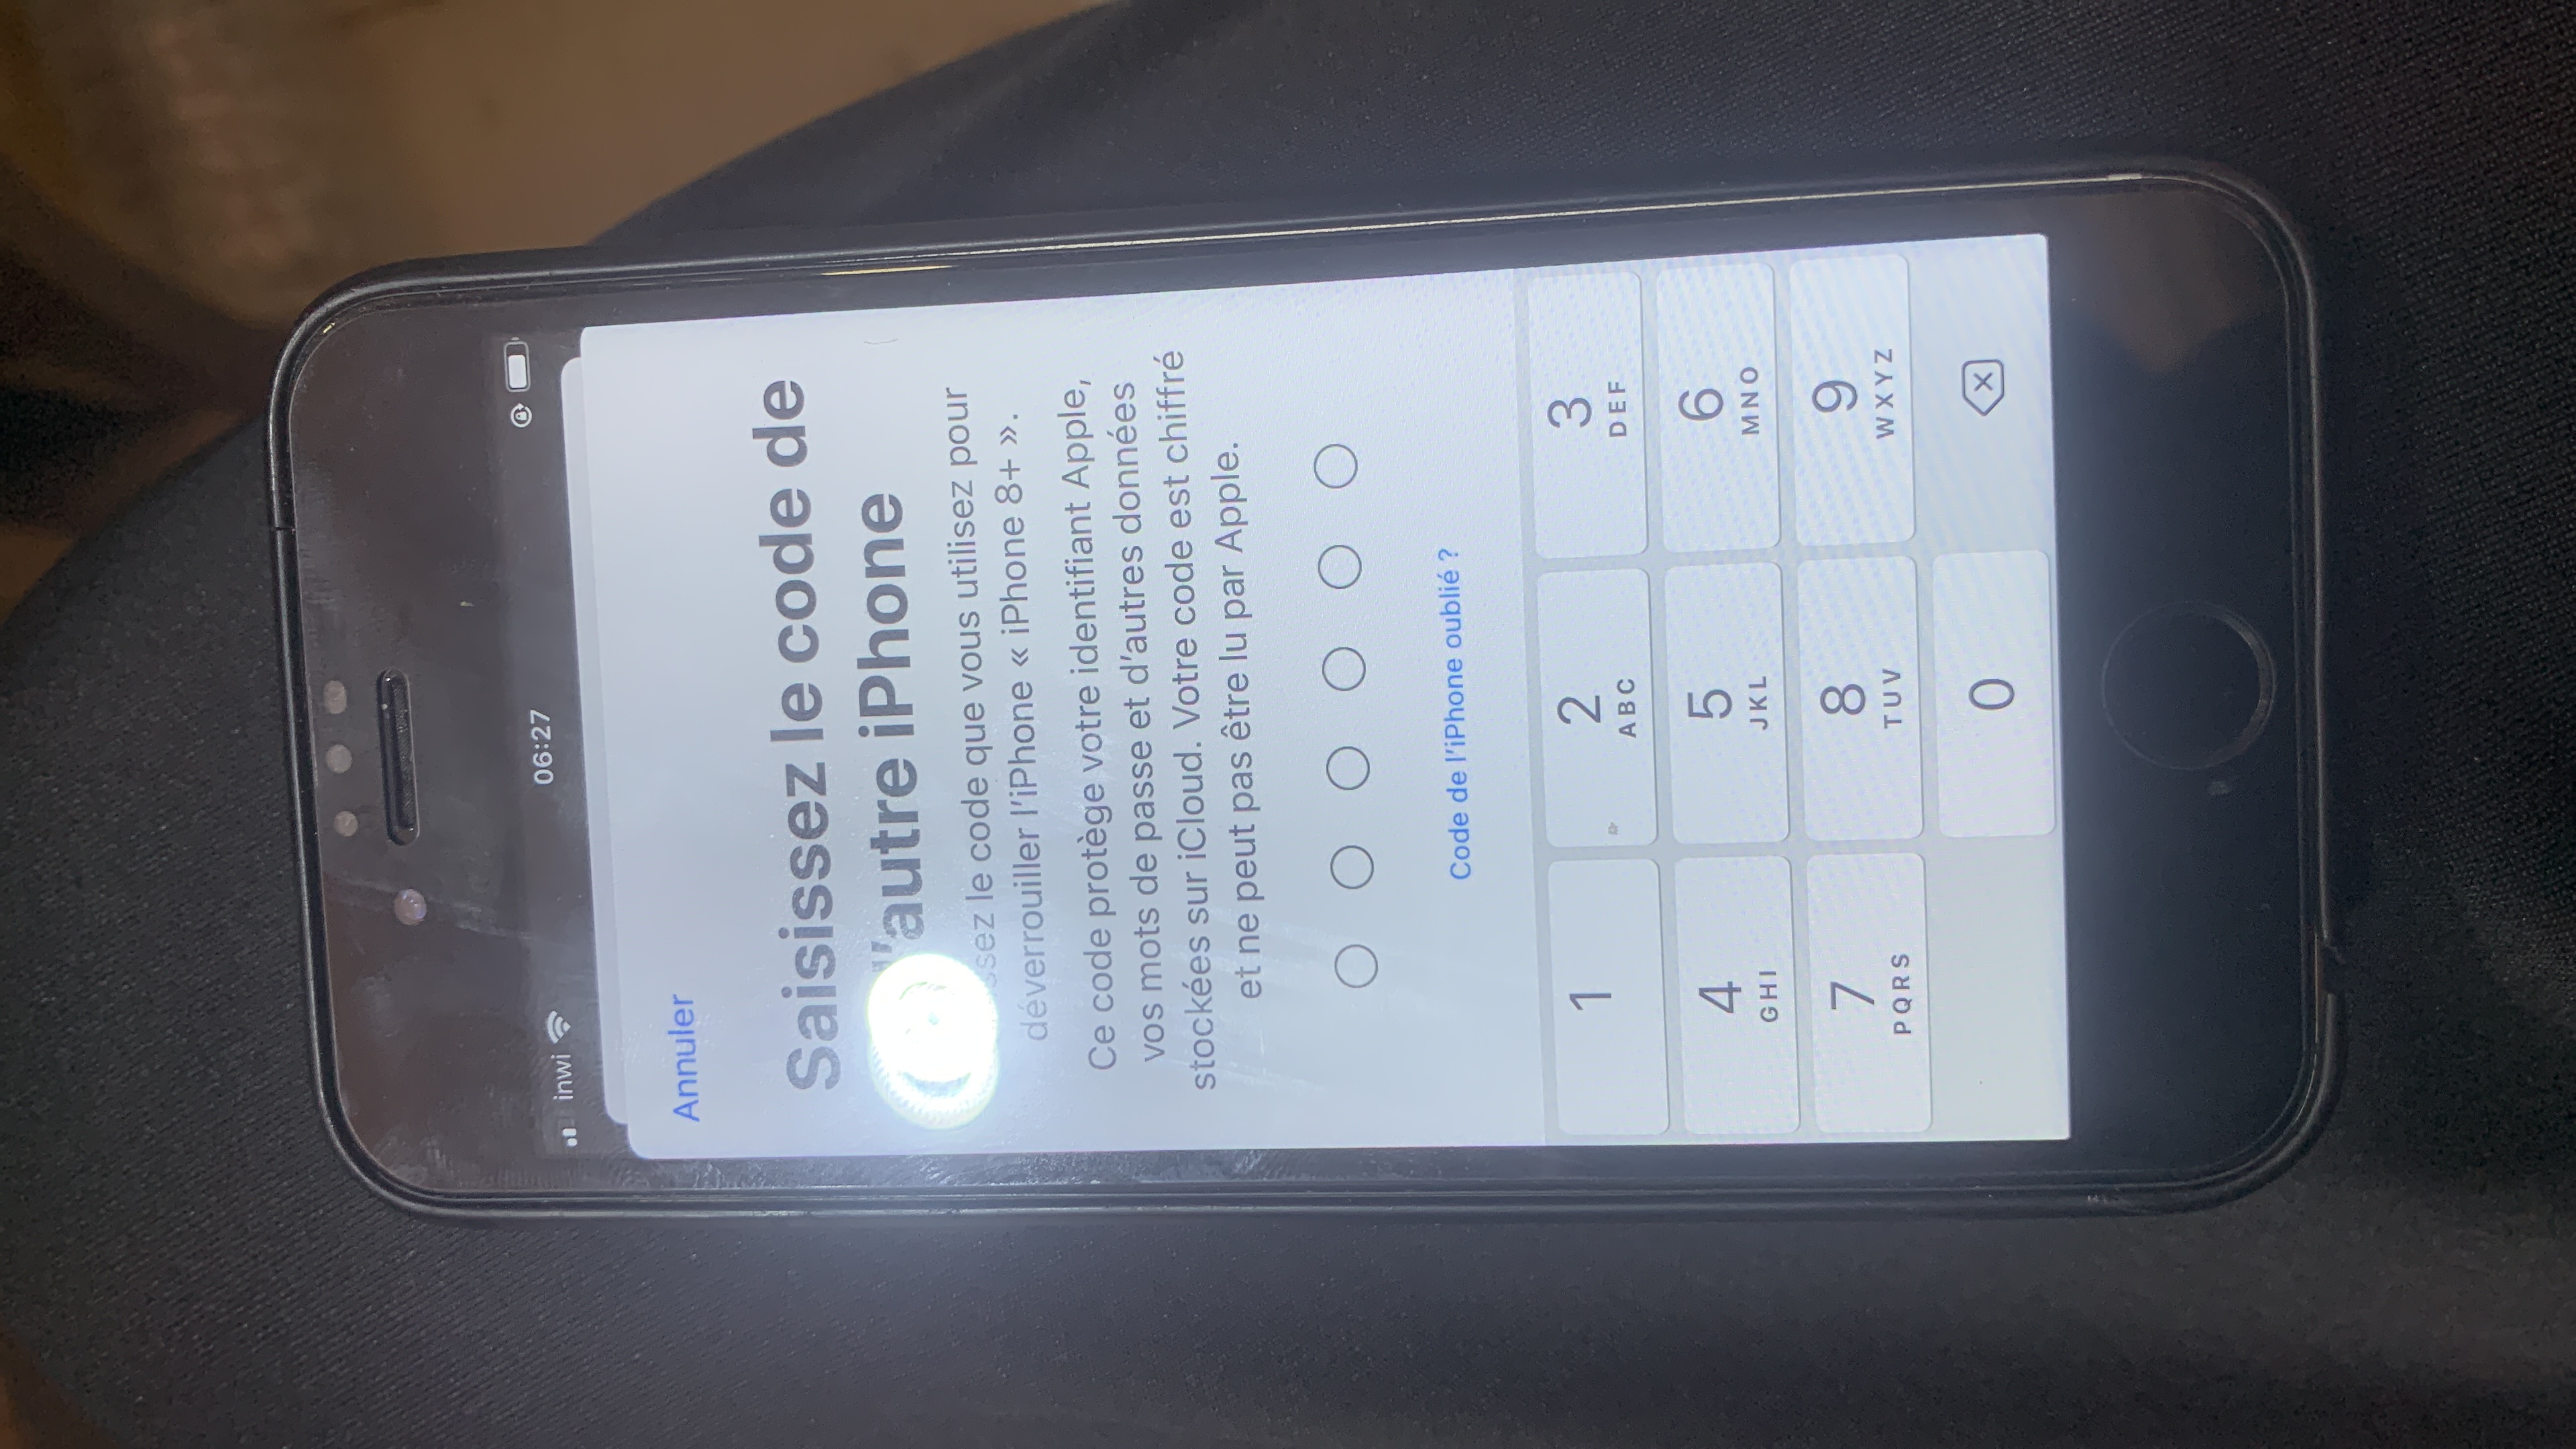 inwi
06:27
Annuler
Saisissez le code de
l'autre iPhone
le code que vous utilisez pour
déverrouiller l'iPhone « iPhone 8+ ».
Ce code protège votre identifiant Apple,
vos mots de passe et d'autres données
stockées sur iCloud. Votre code est chiffré
et ne peut pas être lu par Apple.
Code de l'iPhone oublié ?
1 2 3
ABC DEF
4 5 6
GHI JKL MNO
7 8 9
PQRS TUV WXYZ
0